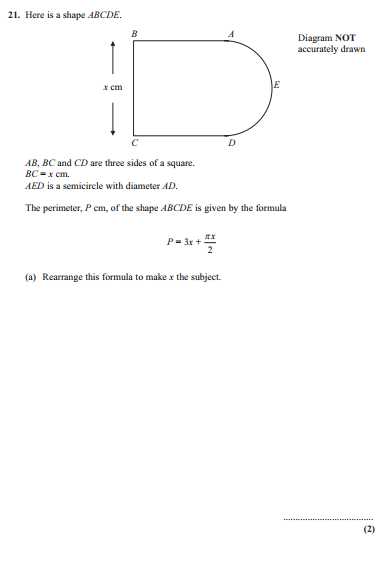 21. Here is a shape ABCDE.
B
A
Diagram NOT
accurately drawn
x cm
E
C
D
AB, BC and CD are three sides of a square.
BC = x cm.
AED is a semicircle with diameter AD.
The perimeter, P cm, of the shape ABCDE is given by the formula
P = 3x + πx/2
(a) Rearrange this formula to make x the subject.
(2)